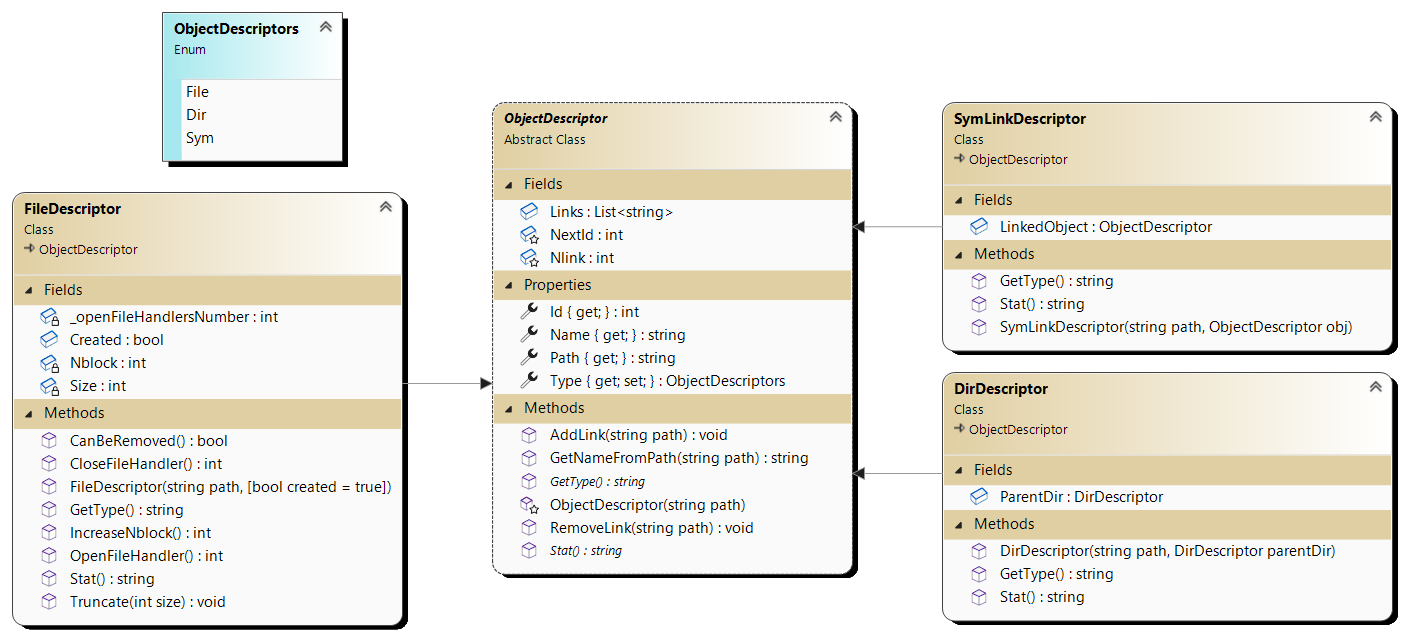 ObjectDescriptors
Enum
File
Dir
Sym
FileDescriptor
Class
ObjectDescriptor
Fields
_openFileHandlersNumber : int
Created : bool
Nblock : int
Size : int
Methods
CanBeRemoved() : bool
CloseFileHandler() : int
FileDescriptor(string path, [bool created = true])
GetType() : string
IncreaseNblock() : int
OpenFileHandler() : int
Stat() : string
Truncate(int size) : void
ObjectDescriptor
Abstract Class
Fields
Links : List<string>
NextId : int
Nlink : int
Properties
Id { get; } : int
Name { get; } : string
Path { get; } : string
Type { get; set; } : ObjectDescriptors
Methods
AddLink(string path) : void
GetNameFromPath(string path) : string
GetType() : string
ObjectDescriptor(string path)
RemoveLink(string path) : void
Stat() : string
SymLinkDescriptor
Class
ObjectDescriptor
Fields
LinkedObject : ObjectDescriptor
Methods
GetType() : string
Stat() : string
SymLinkDescriptor(string path, ObjectDescriptor obj)
DirDescriptor
Class
ObjectDescriptor
Fields
ParentDir : DirDescriptor
Methods
DirDescriptor(string path, DirDescriptor parentDir)
GetType() : string
Stat() : string